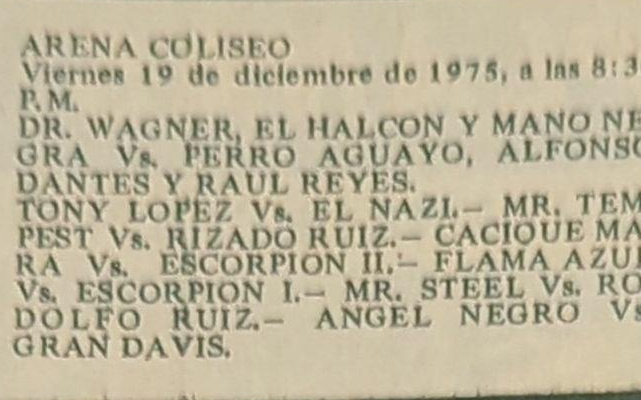 ARENA COLISEO
Viernes 19 de diciembre de 1975, a las 8:3
P.M.
DR. WAGNER, EL HALCON Y MANO NE
GRA Vs. PERRO AGUAYO, ALFONSO
DANTES Y RAUL REYES.
TONY LOPEZ Vs. EL NAZI.— MR. TEM
PEST Vs. RIZADO RUIZ.— CACIQUE MA
RA Vs. ESCORPION II.— FLAMA AZUL
Vs. ESCORPION I.— MR. STEEL Vs. RO
DOLFO RUIZ.— ANGEL NEGRO Vs
GRAN DAVIS.